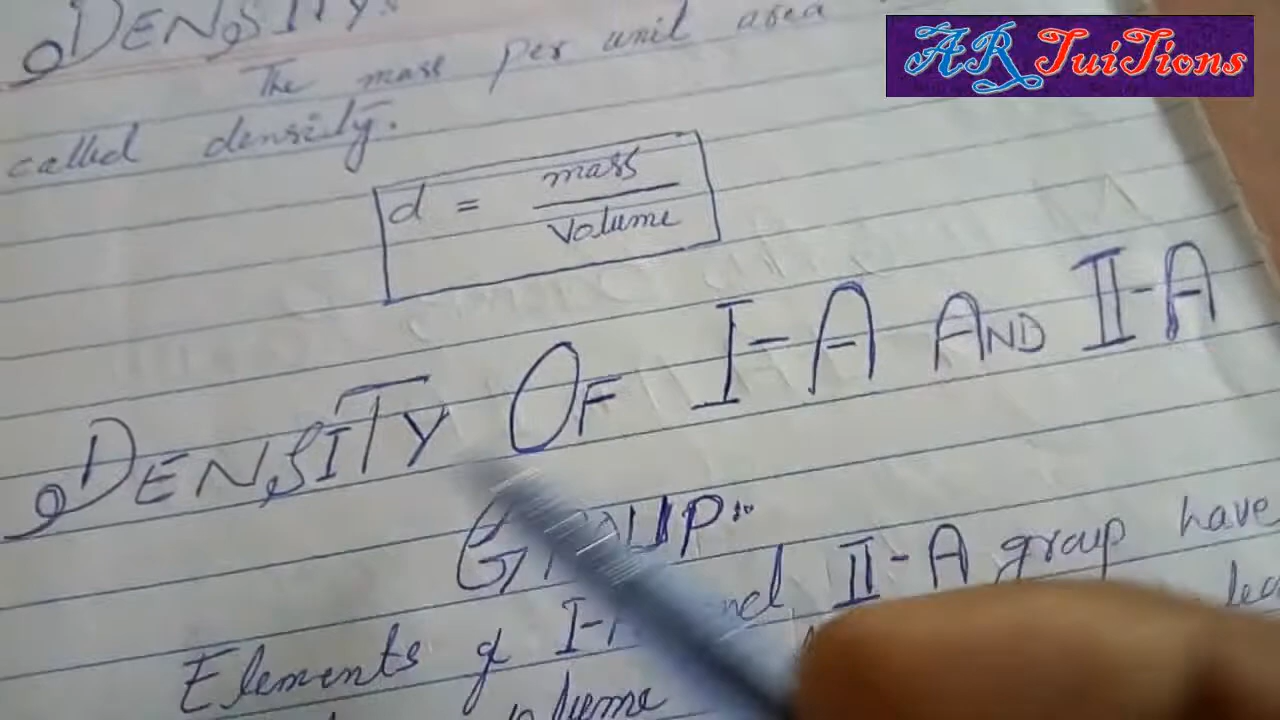 DENSITY:
AR TuiTions
The mass per unit area
called density.
d = mass
volume
DENSITY OF I-A AND II-A
GROUP:-
Elements of I-A and II-A group have
volume